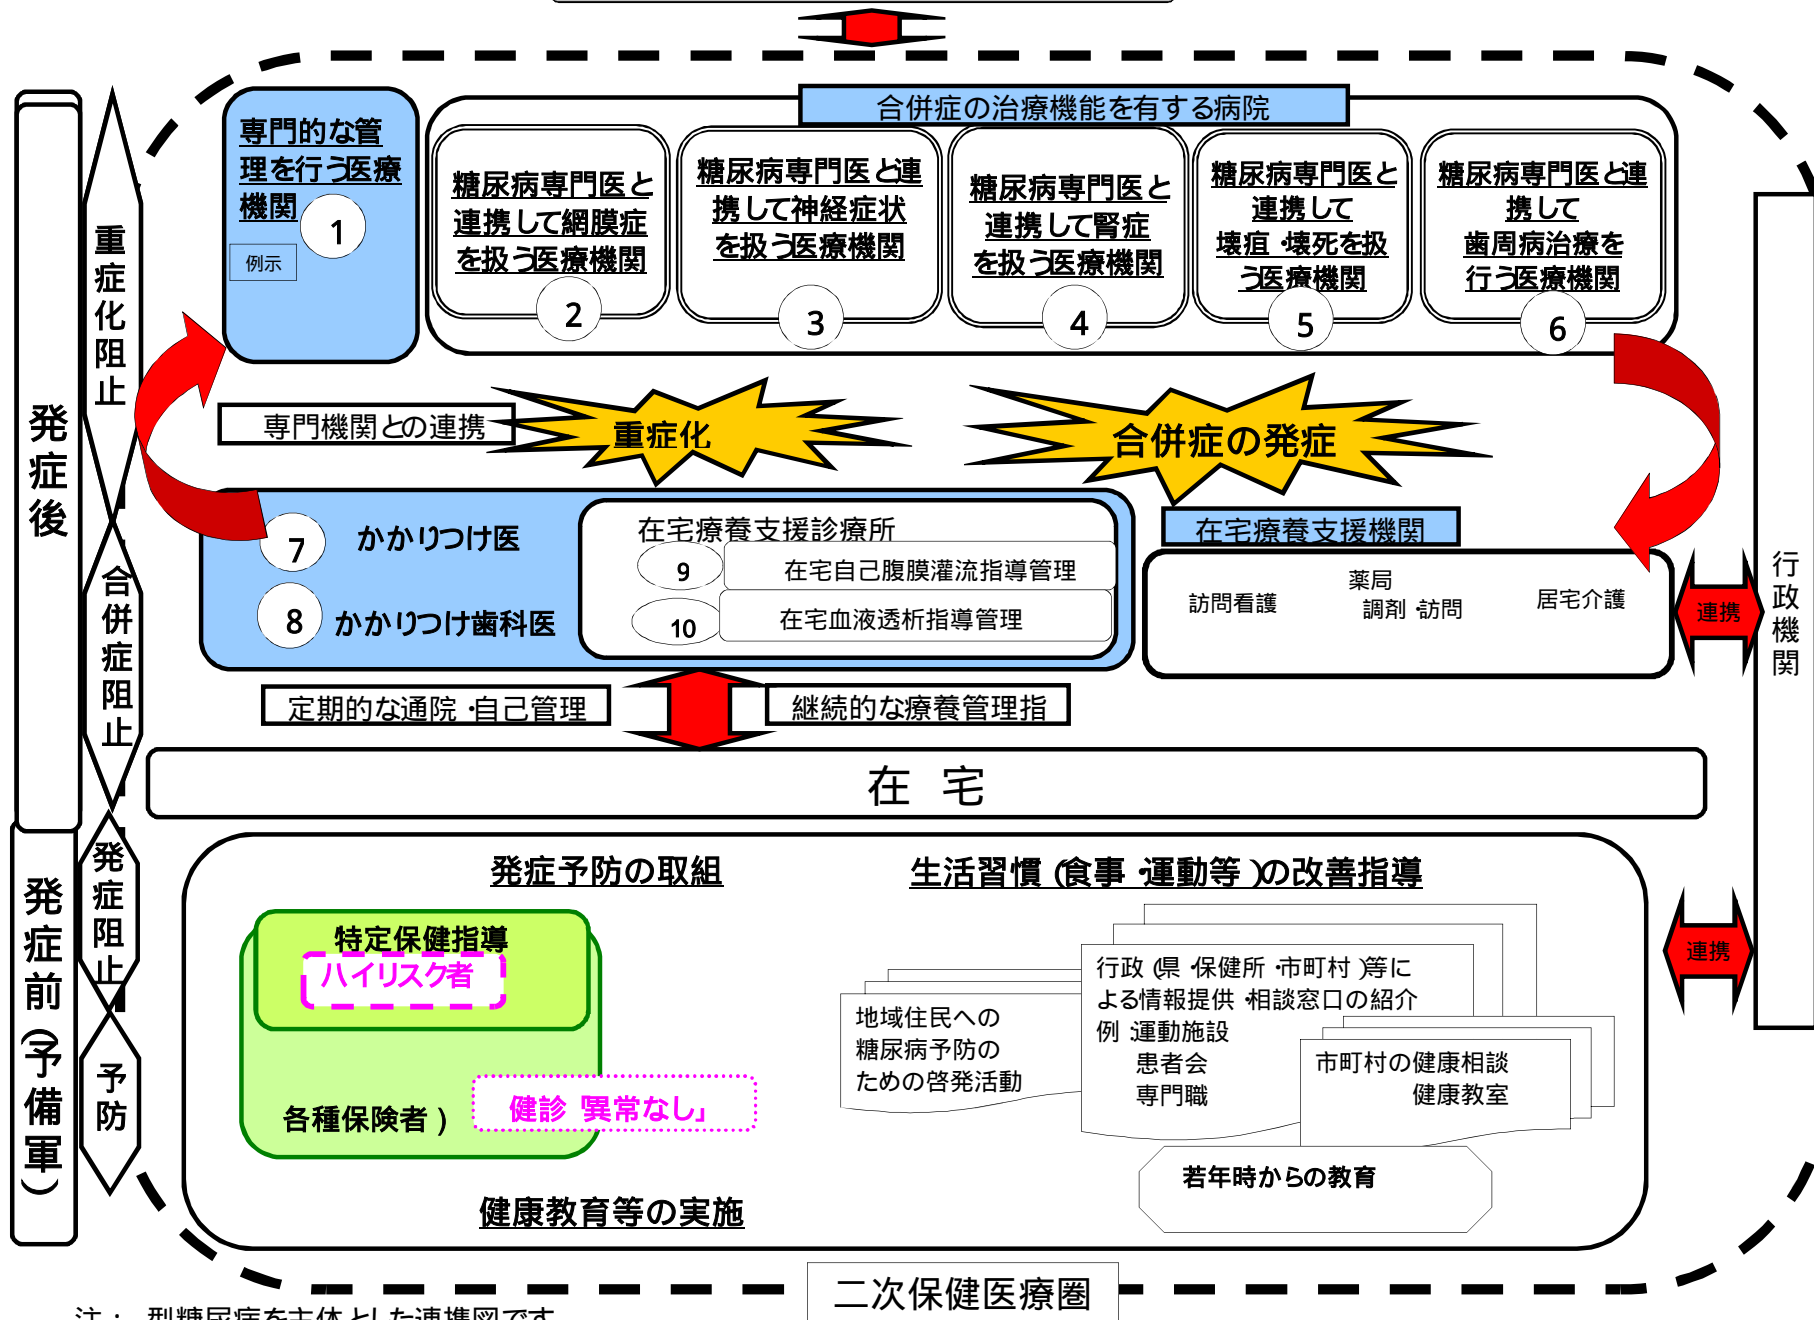 専門的な管
理を行う医療
機関
1
例示
合併症の治療機能を有する病院
糖尿病専門医と
連携して網膜症
を扱う医療機関
2
糖尿病専門医と連
携して神経症状
を扱う医療機関
3
糖尿病専門医と
連携して腎症
を扱う医療機関
4
糖尿病専門医と
連携して
壊疽・壊死を扱
う医療機関
5
糖尿病専門医と連
携して
歯周病治療を
行う医療機関
6
発症後
重症化阻止
合併症阻止
専門機関との連携
重症化
合併症の発症
7 かかりつけ医
8 かかりつけ歯科医
在宅療養支援診療所
9 在宅自己腹膜灌流指導管理
10 在宅血液透析指導管理
在宅療養支援機関
訪問看護
薬局
調剤・訪問
居宅介護
連携
行政機関
定期的な通院・自己管理
継続的な療養管理指
在 宅
発症前(予備軍)
発症阻止
予防
発症予防の取組
生活習慣(食事・運動等)の改善指導
特定保健指導
ハイリスク者
各種保険者)
健診「異常なし」
地域住民への
糖尿病予防の
ための啓発活動
行政(県・保健所・市町村)等に
よる情報提供・相談窓口の紹介
例:運動施設
患者会
専門職
市町村の健康相談
健康教室
連携
若年時からの教育
健康教育等の実施
二次保健医療圏
注: 型糖尿病を主体とした連携図です